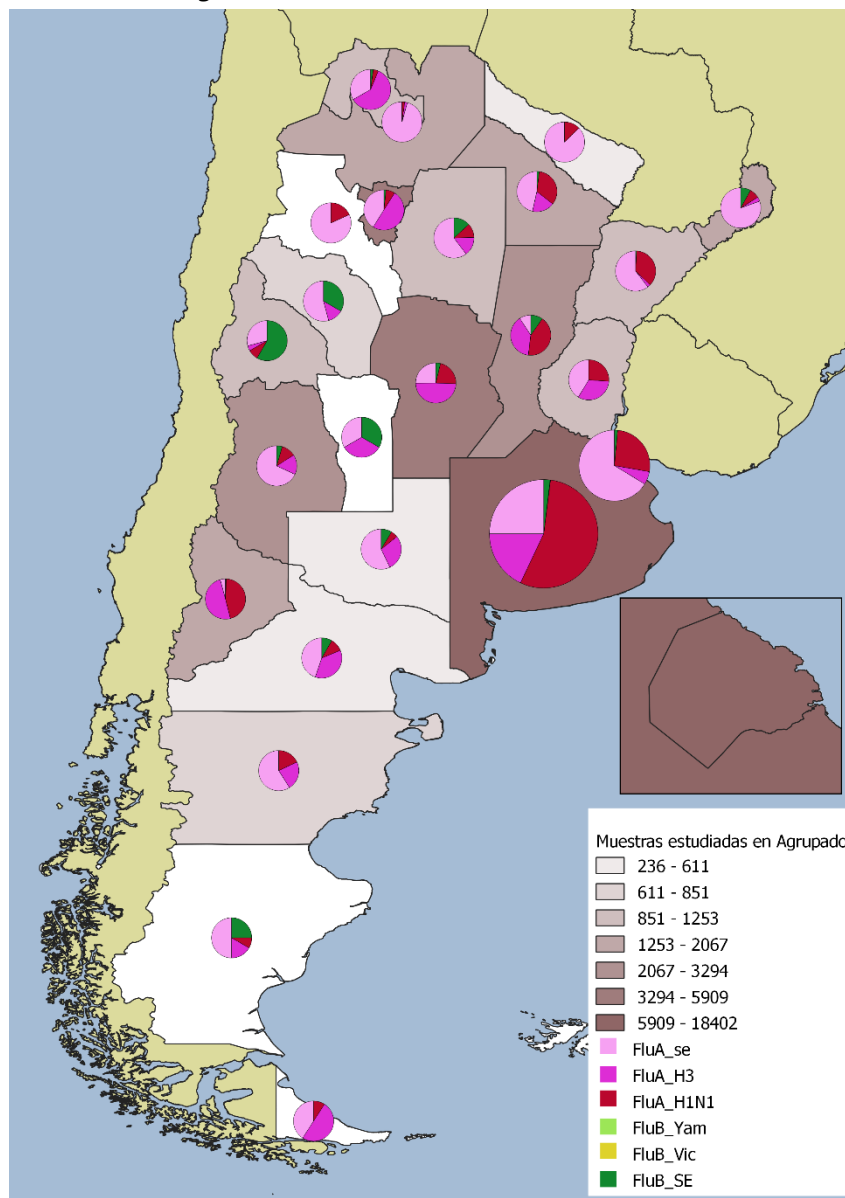 Muestras estudiadas en Agrupado
236 - 611
611 - 851
851 - 1253
1253 - 2067
2067 - 3294
3294 - 5909
5909 - 18402
FluA_se
FluA_H3
FluA_H1N1
FluB_Yam
FluB_Vic
FluB_SE